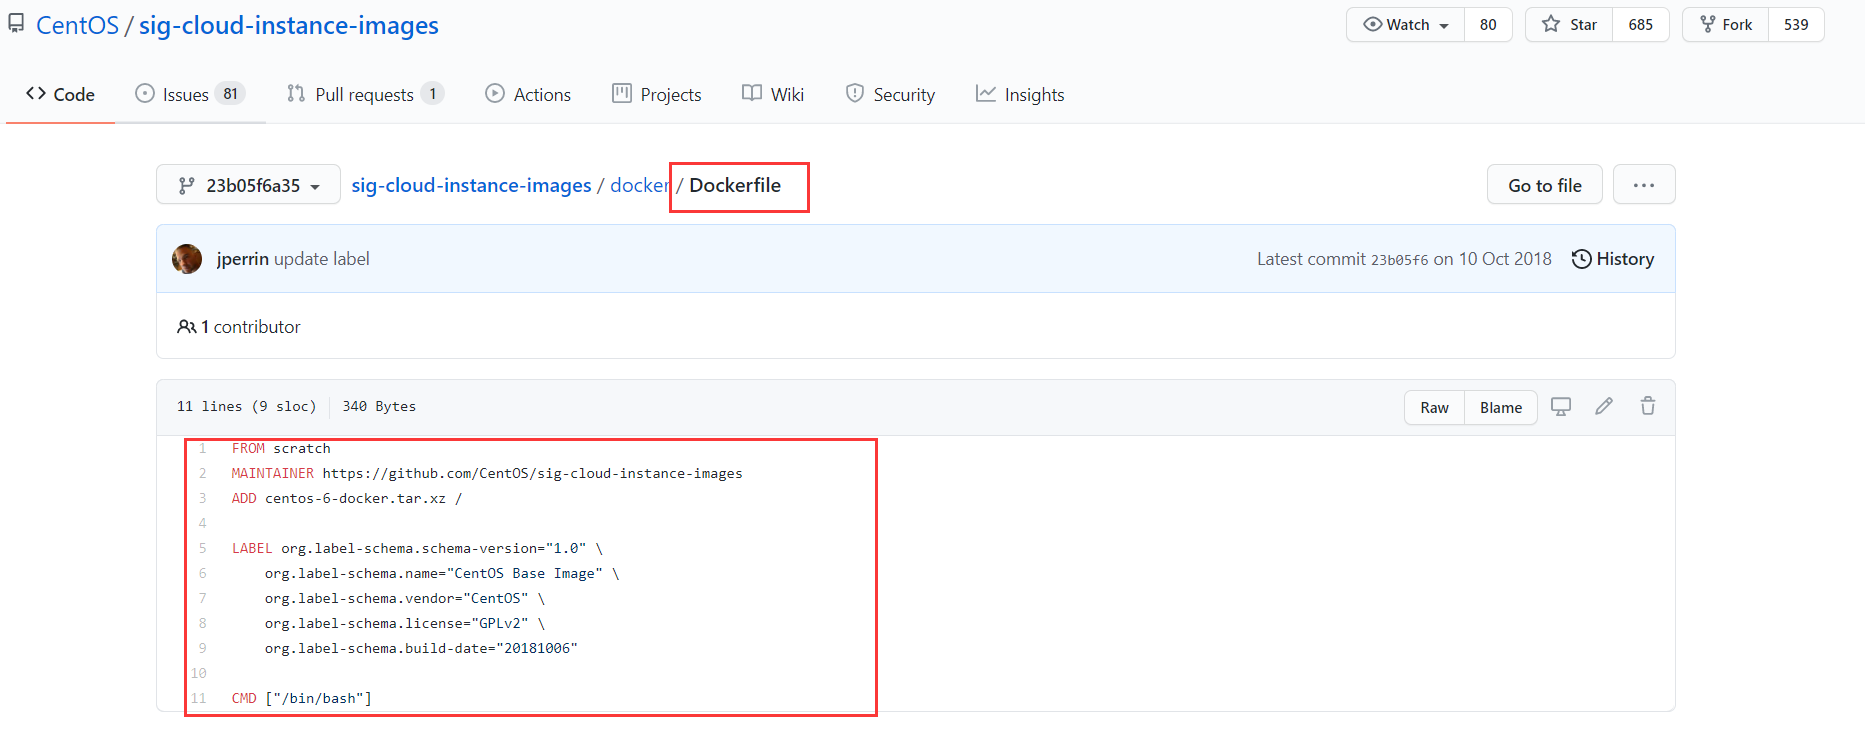 CentOS / sig-cloud-instance-images
Watch 80 Star 685 Fork 539
Code Issues 81 Pull requests 1 Actions Projects Wiki Security Insights
23b05f6a35 sig-cloud-instance-images / docker / Dockerfile Go to file ...
jperrin update label Latest commit 23b05f6 on 10 Oct 2018 History
1 contributor
11 lines (9 sloc) 340 Bytes Raw Blame
1 FROM scratch
2 MAINTAINER https://github.com/CentOS/sig-cloud-instance-images
3 ADD centos-6-docker.tar.xz /
4
5 LABEL org.label-schema.schema-version="1.0" \
6 org.label-schema.name="CentOS Base Image" \
7 org.label-schema.vendor="CentOS" \
8 org.label-schema.license="GPLv2" \
9 org.label-schema.build-date="20181006"
10
11 CMD ["/bin/bash"]